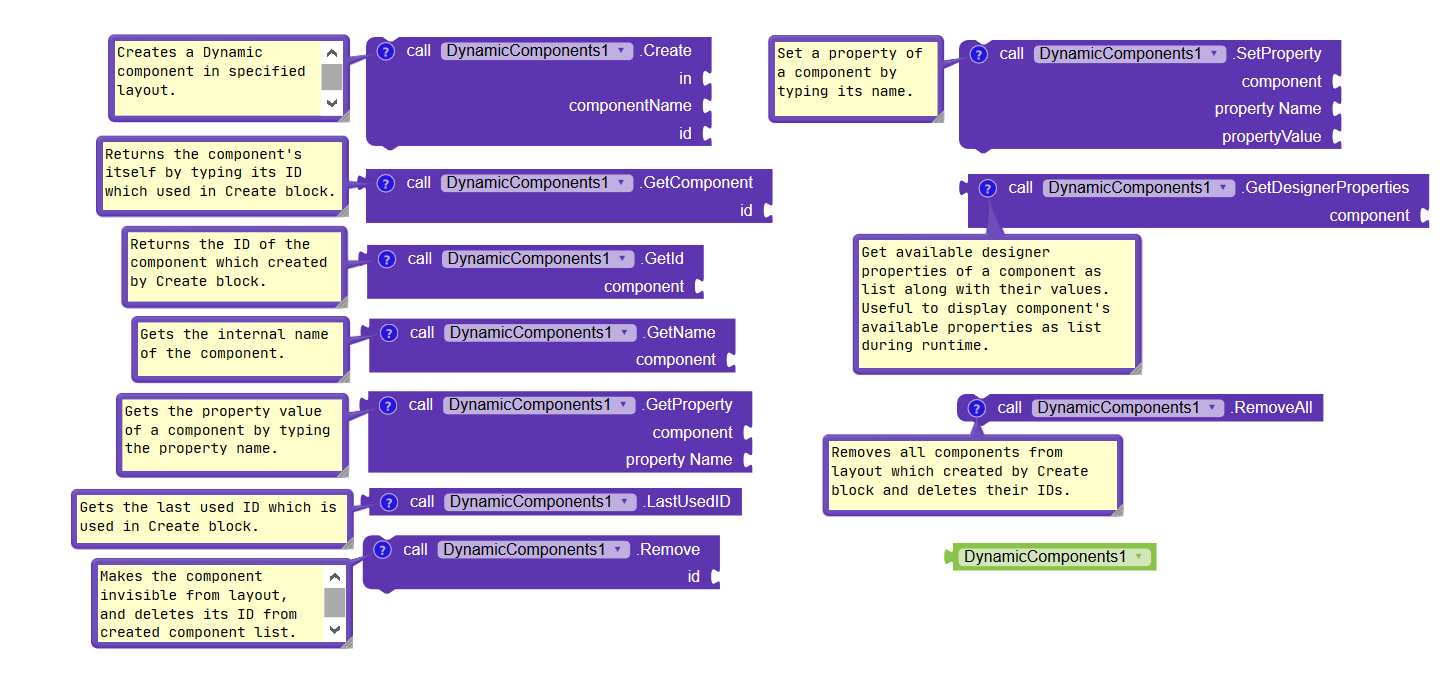 Creates a Dynamic
component in specified
layout.
? call DynamicComponents1 .Create
in
componentName
id
Returns the component's
itself by typing its ID
which used in Create block.
? call DynamicComponents1 .GetComponent
id
Returns the ID of the
component which created
by Create block.
? call DynamicComponents1 .GetId
component
Gets the internal name
of the component.
? call DynamicComponents1 .GetName
component
Gets the property value
of a component by typing
the property name.
? call DynamicComponents1 .GetProperty
component
property Name
Gets the last used ID which is
used in Create block.
? call DynamicComponents1 .LastUsedID
Makes the component
invisible from layout,
and deletes its ID from
created component list.
? call DynamicComponents1 .Remove
id
Set a property of
a component by
typing its name.
? call DynamicComponents1 .SetProperty
component
property Name
propertyValue
? call DynamicComponents1 .GetDesignerProperties
component
Get available designer
properties of a component as
list along with their values.
Useful to display component's
available properties as list
during runtime.
? call DynamicComponents1 .RemoveAll
Removes all components from
layout which created by Create
block and deletes their IDs.
DynamicComponents1